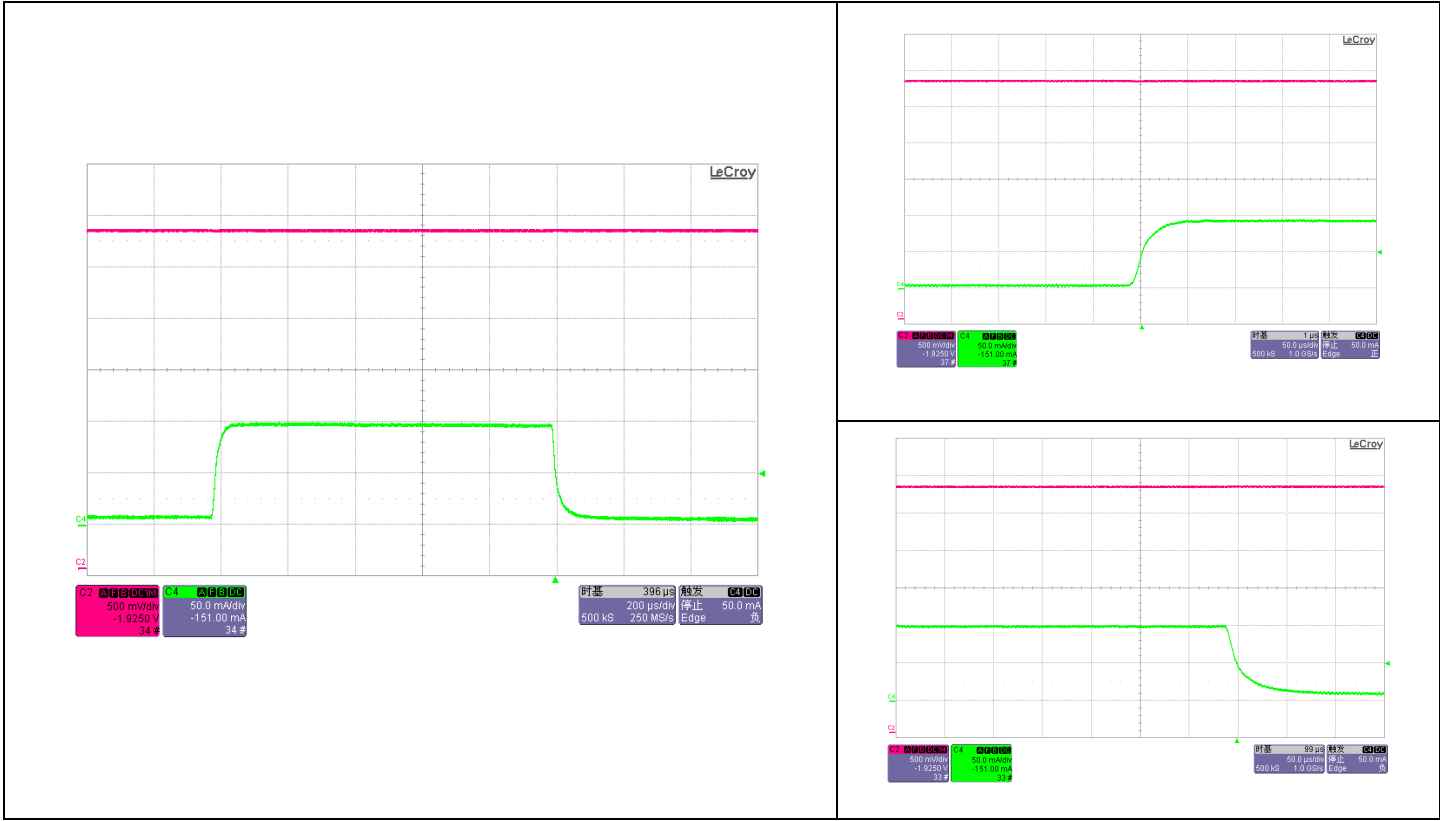 LeCroy
C4
C2
C2 A F B DC1M
500 mV/div
-1.9250 V
34 #
C4 A F B DC
50.0 mA/div
-151.00 mA
34 #
时基 396 µs
200 µs/div
500 kS 250 MS/s
触发 C4 DC
停止 50.0 mA
Edge 负
LeCroy
C4
C2
C2 A F B DC1M
500 mV/div
-1.9250 V
37 #
C4 A F B DC
50.0 mA/div
-151.00 mA
37 #
时基 1 µs
50.0 µs/div
500 kS 1.0 GS/s
触发 C4 DC
停止 50.0 mA
Edge 正
LeCroy
C4
C2
C2 A F B DC1M
500 mV/div
-1.9250 V
33 #
C4 A F B DC
50.0 mA/div
-151.00 mA
33 #
时基 99 µs
50.0 µs/div
500 kS 1.0 GS/s
触发 C4 DC
停止 50.0 mA
Edge 负